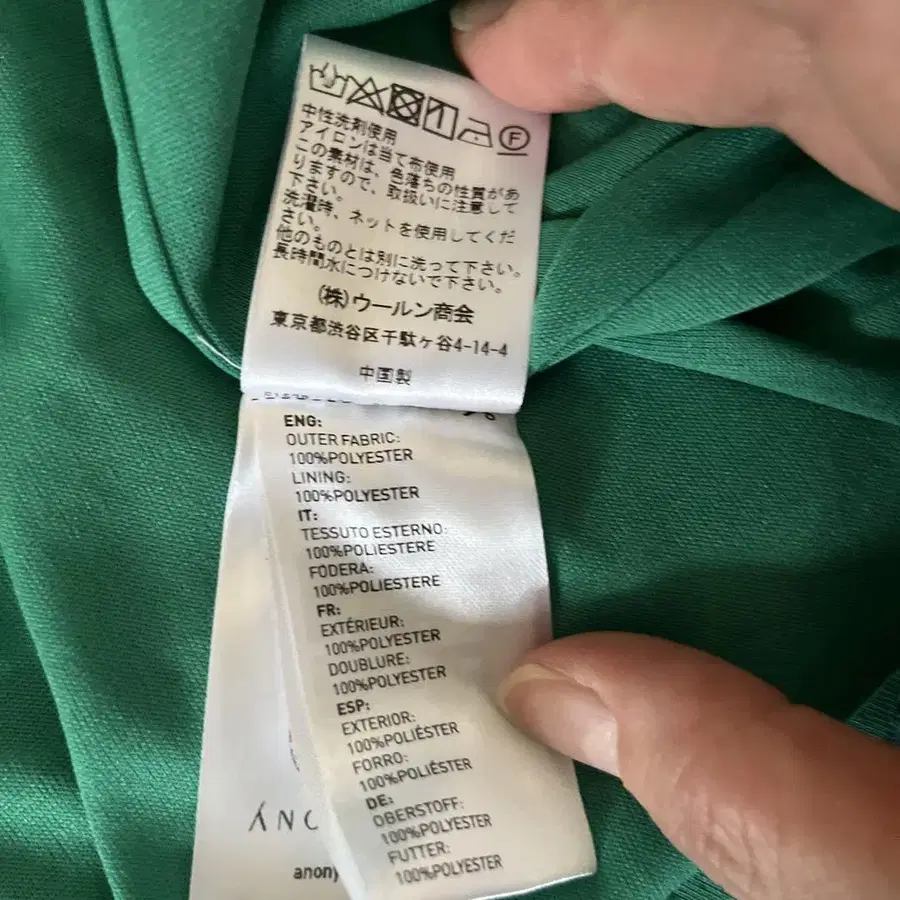 F
中性洗剤使用
アイロンは当て布使用
この素材は、色落ちの性質があ
りますので、取扱いに注意して
下さい。
洗濯時、ネットを使用してくだ
さい。
他のものとは別に洗って下さい。
長時間水につけないで下さい。
(株)ウールン商会
東京都渋谷区千駄ヶ谷4-14-4
中国製
ENG:
OUTER FABRIC:
100%POLYESTER
LINING:
100%POLYESTER
IT:
TESSUTO ESTERNO:
100%POLIESTERE
FODERA:
100%POLIESTERE
FR:
EXTÉRIEUR:
100%POLYESTER
DOUBLURE:
100%POLYESTER
ESP:
EXTERIOR:
100%POLIÉSTER
FORRO:
100%POLIÉSTER
DE:
OBERSTOFF:
100%POLYESTER
FUTTER:
100%POLYESTER